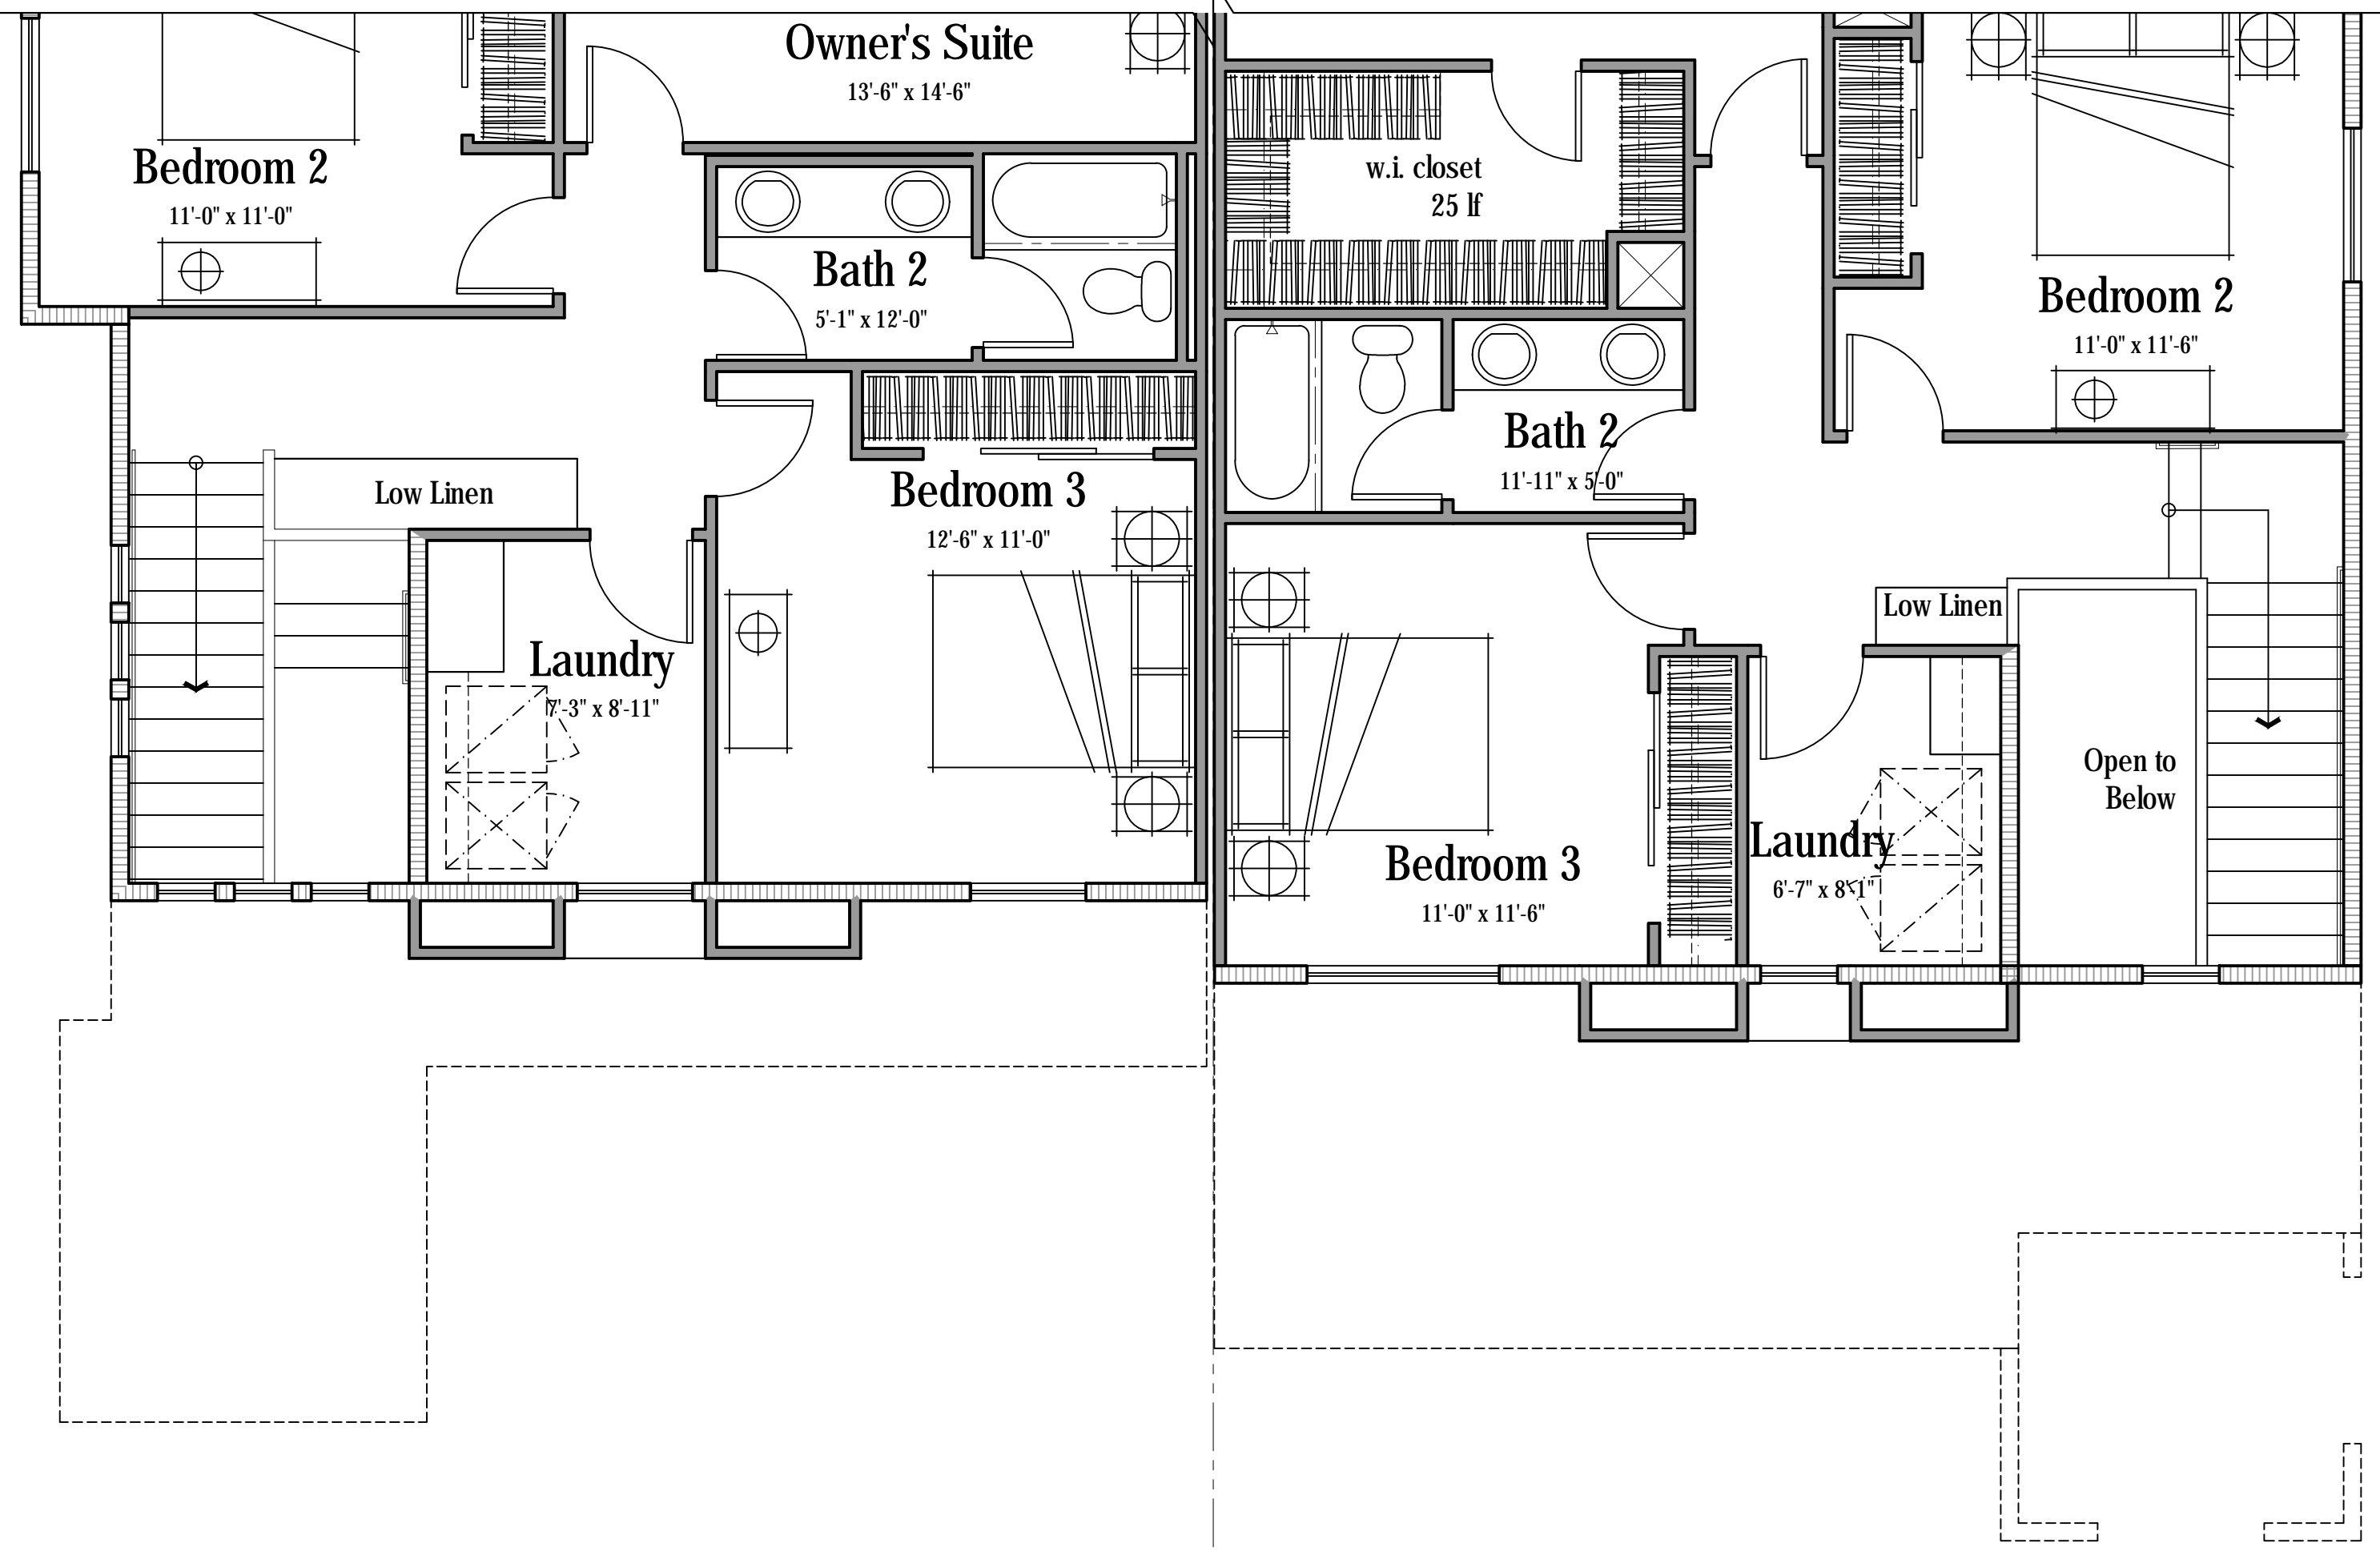 Owner's Suite
13'-6" x 14'-6"
Bedroom 2
11'-0" x 11'-0"
Bath 2
5'-1" x 12'-0"
Low Linen
Bedroom 3
12'-6" x 11'-0"
Laundry
7'-3" x 8'-11"
w.i. closet
25 lf
Bedroom 2
11'-0" x 11'-6"
Bath 2
11'-11" x 5'-0"
Low Linen
Open to
Below
Bedroom 3
11'-0" x 11'-6"
Laundry
6'-7" x 8'-1"